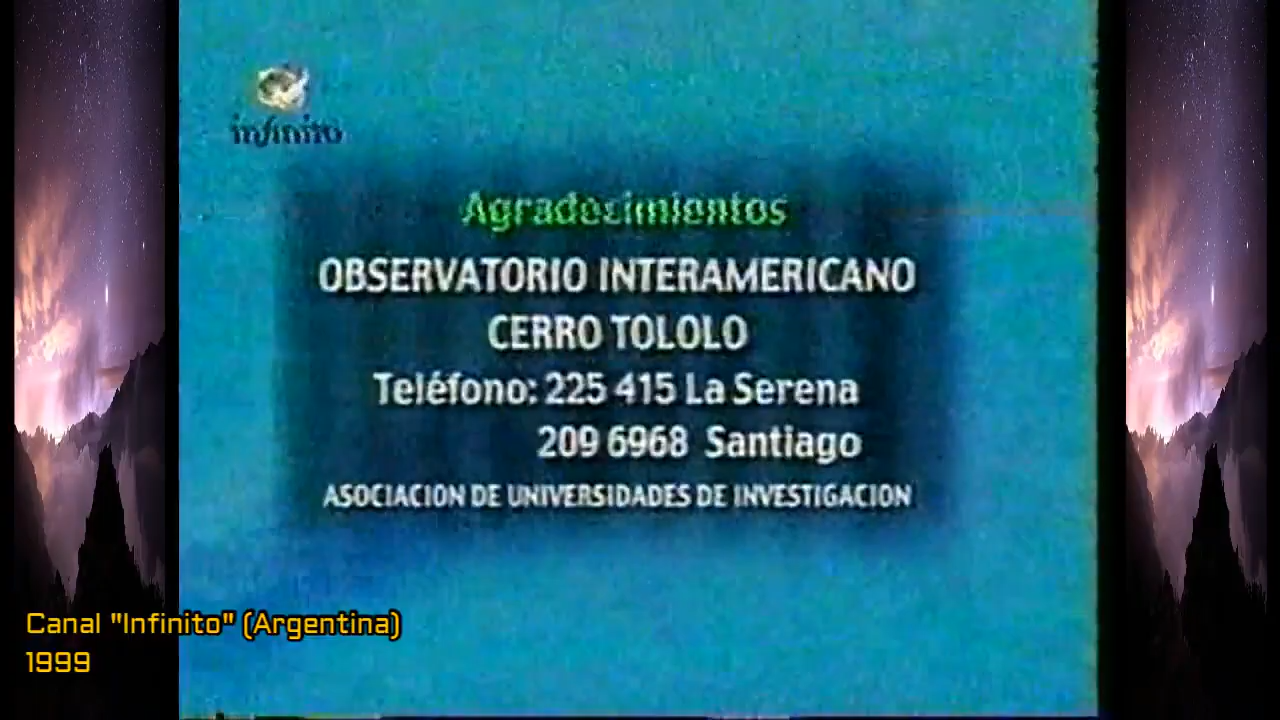 infinito
Agradecimientos
OBSERVATORIO INTERAMERICANO
CERRO TOLOLO
Teléfono: 225 415 La Serena
209 6968 Santiago
ASOCIACION DE UNIVERSIDADES DE INVESTIGACION
Canal "Infinito" (Argentina)
1999